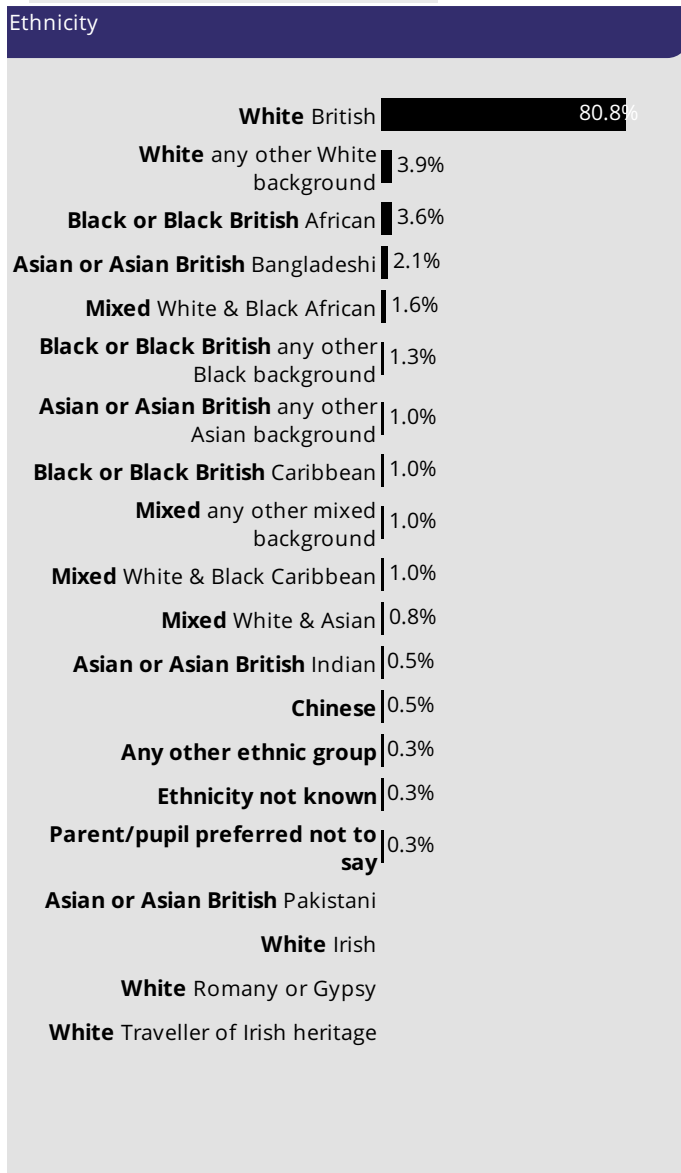 Ethnicity
White British 80.8%
White any other White
background 3.9%
Black or Black British African 3.6%
Asian or Asian British Bangladeshi 2.1%
Mixed White & Black African 1.6%
Black or Black British any other
Black background 1.3%
Asian or Asian British any other
Asian background 1.0%
Black or Black British Caribbean 1.0%
Mixed any other mixed
background 1.0%
Mixed White & Black Caribbean 1.0%
Mixed White & Asian 0.8%
Asian or Asian British Indian 0.5%
Chinese 0.5%
Any other ethnic group 0.3%
Ethnicity not known 0.3%
Parent/pupil preferred not to
say 0.3%
Asian or Asian British Pakistani
White Irish
White Romany or Gypsy
White Traveller of Irish heritage